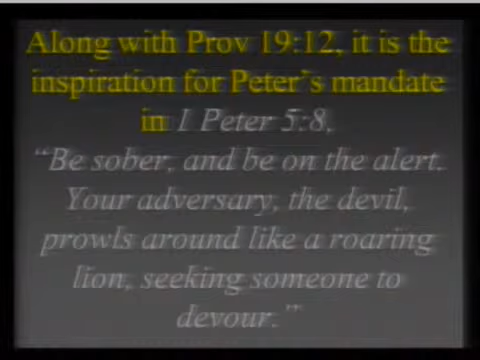 Along with Prov 19:12, it is the
inspiration for Peter's mandate
in 1 Peter 5:8,
"Be sober, and be on the alert.
Your adversary, the devil,
prowls around like a roaring
lion, seeking someone to
devour."